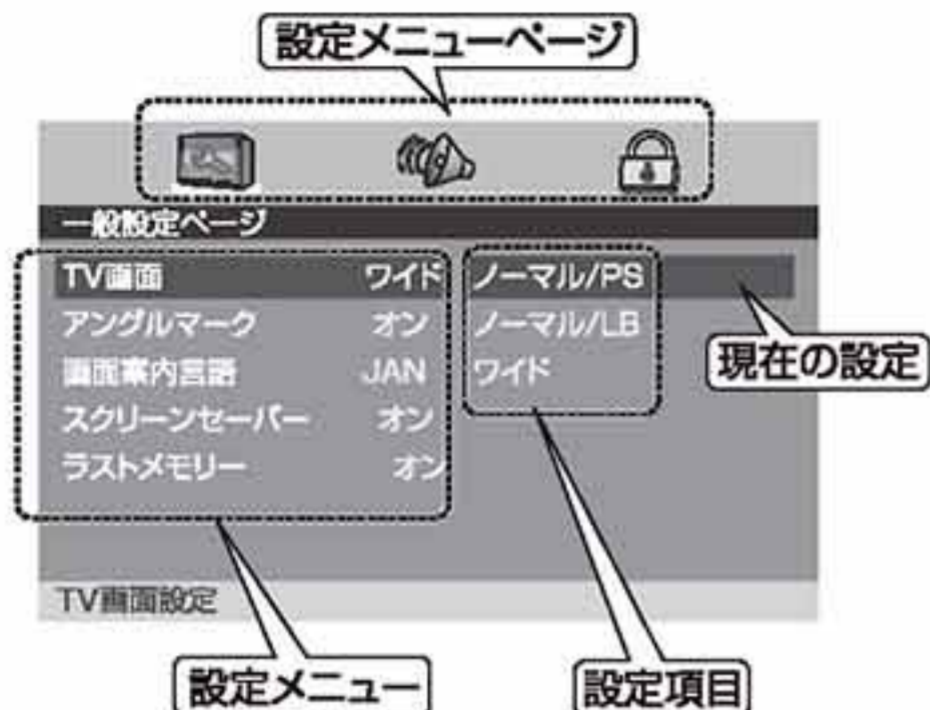 設定メニューページ
一般設定ページ
TV画面 ワイド ノーマル/PS
アングルマーク オン ノーマル/LB
現在の設定
画面案内言語 JAN ワイド
スクリーンセーバー オン
ラストメモリー オン
TV画面設定
設定メニュー
設定項目